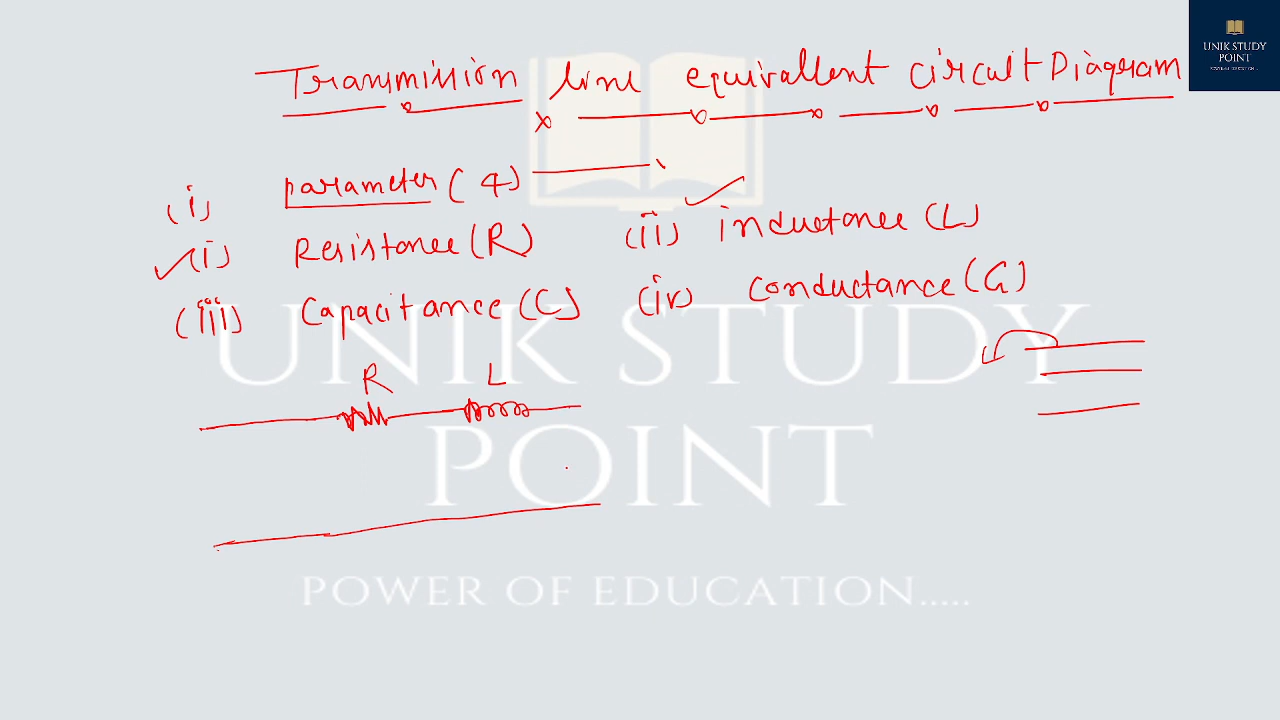 UNIK STUDY
POINT
Transmission line equivallent Circuit Diagram
(i) parameter (4)
(i) Resistance (R) (ii) inductance (L)
(iii) Capacitance (C) (iv) Conductance (G)
R L
UNIK STUDY
POINT
POWER OF EDUCATION.....